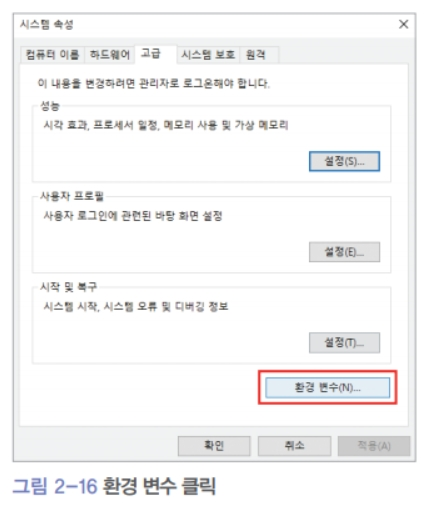 시스템 속성
컴퓨터 이름 하드웨어 고급 시스템 보호 원격
이 내용을 변경하려면 관리자로 로그온해야 합니다.
성능
시각 효과, 프로세서 일정, 메모리 사용 및 가상 메모리
설정(S)...
사용자 프로필
사용자 로그인에 관련된 바탕 화면 설정
설정(E)...
시작 및 복구
시스템 시작, 시스템 오류 및 디버깅 정보
설정(T)...
환경 변수(N)...
확인 취소 적용(A)
그림 2-16 환경 변수 클릭